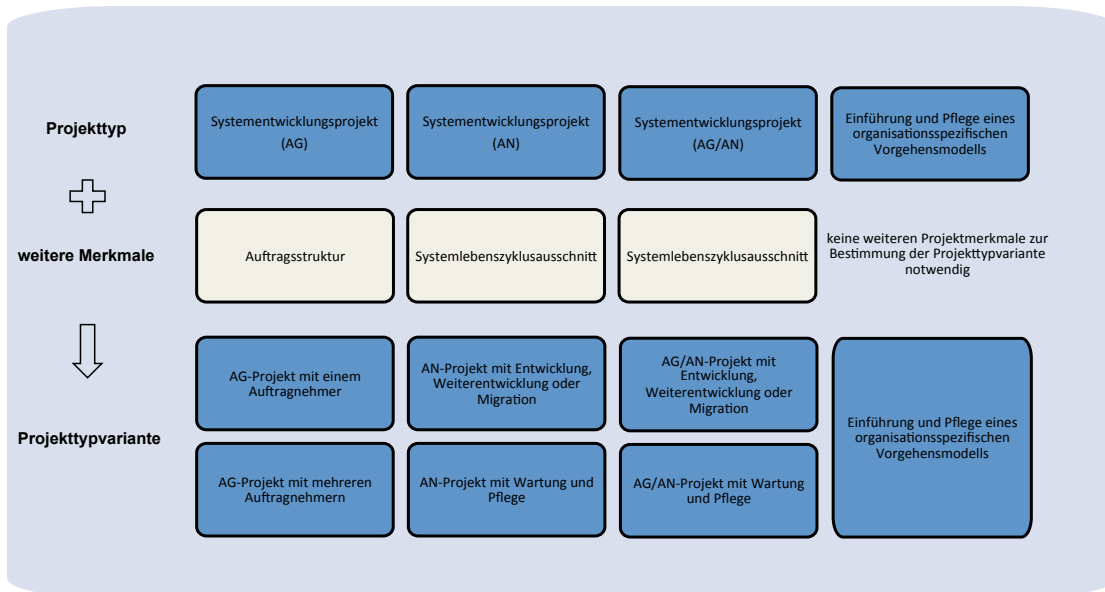 Projekttyp
Systementwicklungsprojekt
(AG)
Systementwicklungsprojekt
(AN)
Systementwicklungsprojekt
(AG/AN)
Einführung und Pflege eines
organisationsspezifischen
Vorgehensmodells
weitere Merkmale
Auftragsstruktur
Systemlebenszyklusausschnitt
Systemlebenszyklusausschnitt
keine weiteren Projektmerkmale zur
Bestimmung der Projekttypvariante
notwendig
Projekttypvariante
AG-Projekt mit einem
Auftragnehmer
AN-Projekt mit Entwicklung,
Weiterentwicklung oder
Migration
AG/AN-Projekt mit
Entwicklung,
Weiterentwicklung oder
Migration
Einführung und Pflege eines
organisationsspezifischen
Vorgehensmodells
AG-Projekt mit mehreren
Auftragnehmern
AN-Projekt mit Wartung und
Pflege
AG/AN-Projekt mit Wartung
und Pflege